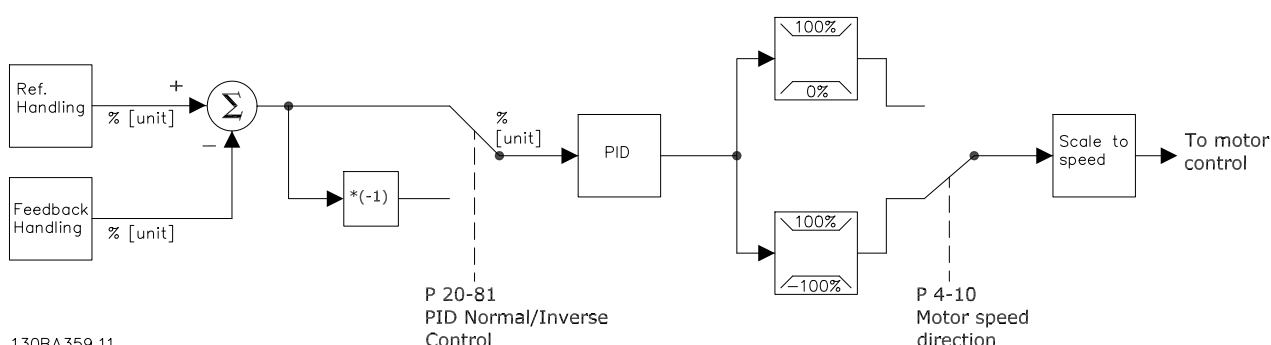 Ref.
Handling
+
% [unit]
Σ
−
Feedback
Handling
% [unit]
*(-1)
%
[unit]
P 20-81
PID Normal/Inverse
Control
PID
100%
0%
100%
−100%
P 4-10
Motor speed
direction
Scale to
speed
To motor
control
130BA359.11